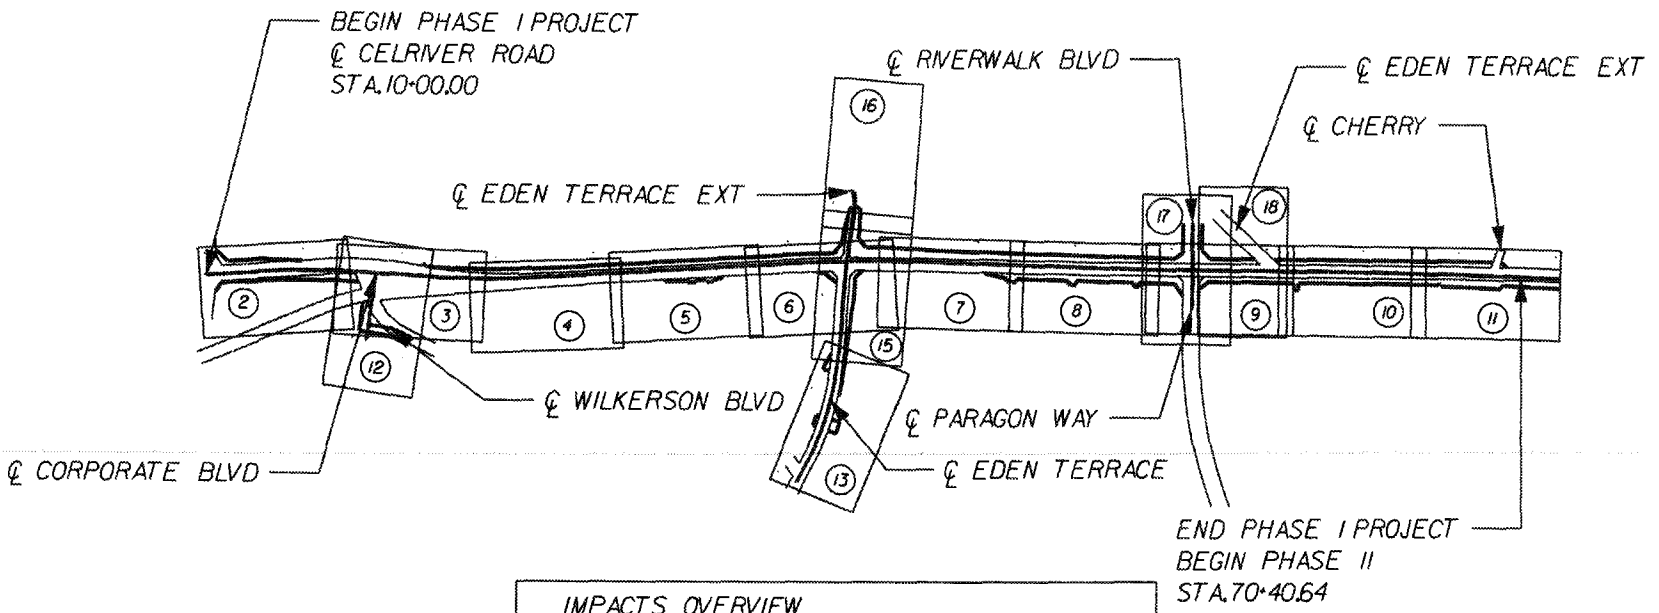 BEGIN PHASE I PROJECT
℄ CELRIVER ROAD
STA.10+00.00
℄ RIVERWALK BLVD
℄ EDEN TERRACE EXT
℄ CHERRY
℄ EDEN TERRACE EXT
16
17
18
2
3
4
5
6
7
8
9
10
11
12
15
13
℄ WILKERSON BLVD
℄ PARAGON WAY
℄ CORPORATE BLVD
℄ EDEN TERRACE
END PHASE I PROJECT
BEGIN PHASE II
STA.70+40.64
IMPACTS OVERVIEW